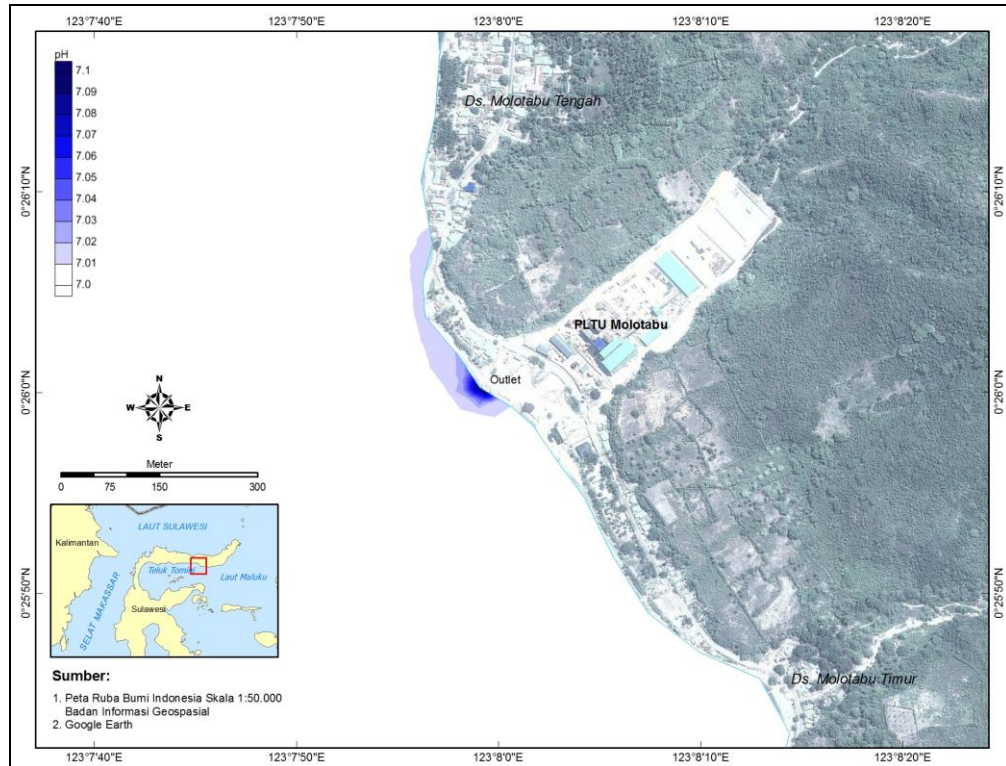 123°7'40"E
123°7'50"E
123°8'0"E
123°8'10"E
123°8'20"E
pH
7.1
7.09
7.08
7.07
7.06
7.05
7.04
7.03
7.02
7.01
7.0
Ds. Molotabu Tengah
0°26'10"N
0°26'10"N
PLTU Molotabu
Outlet
0°26'0"N
0°26'0"N
N
W
E
S
Meter
0
75
150
300
LAUT SULAWESI
Kalimantan
Teluk Tomini
Laut Maluku
SELAT MAKASSAR
Sulawesi
0°25'50"N
0°25'50"N
Sumber:
1. Peta Ruba Bumi Indonesia Skala 1:50.000
Badan Informasi Geospasial
2. Google Earth
Ds. Molotabu Timur
123°7'40"E
123°7'50"E
123°8'0"E
123°8'10"E
123°8'20"E